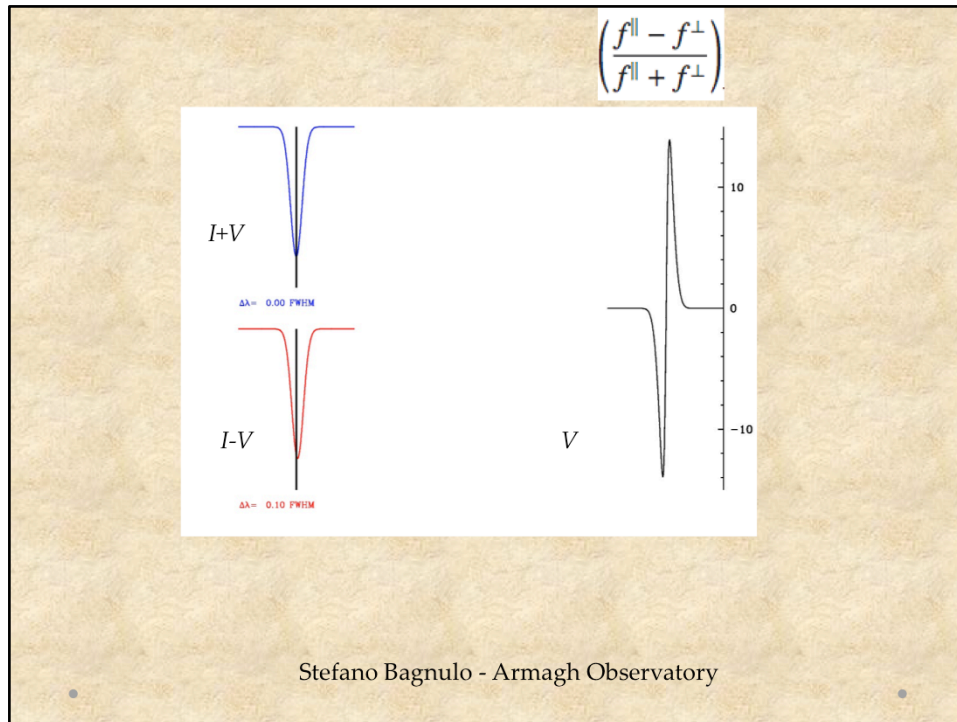 (f∥ − f⊥ / f∥ + f⊥).
I+V
Δλ= 0.00 FWHM
10
0
I-V
V
−10
Δλ= 0.10 FWHM
Stefano Bagnulo - Armagh Observatory